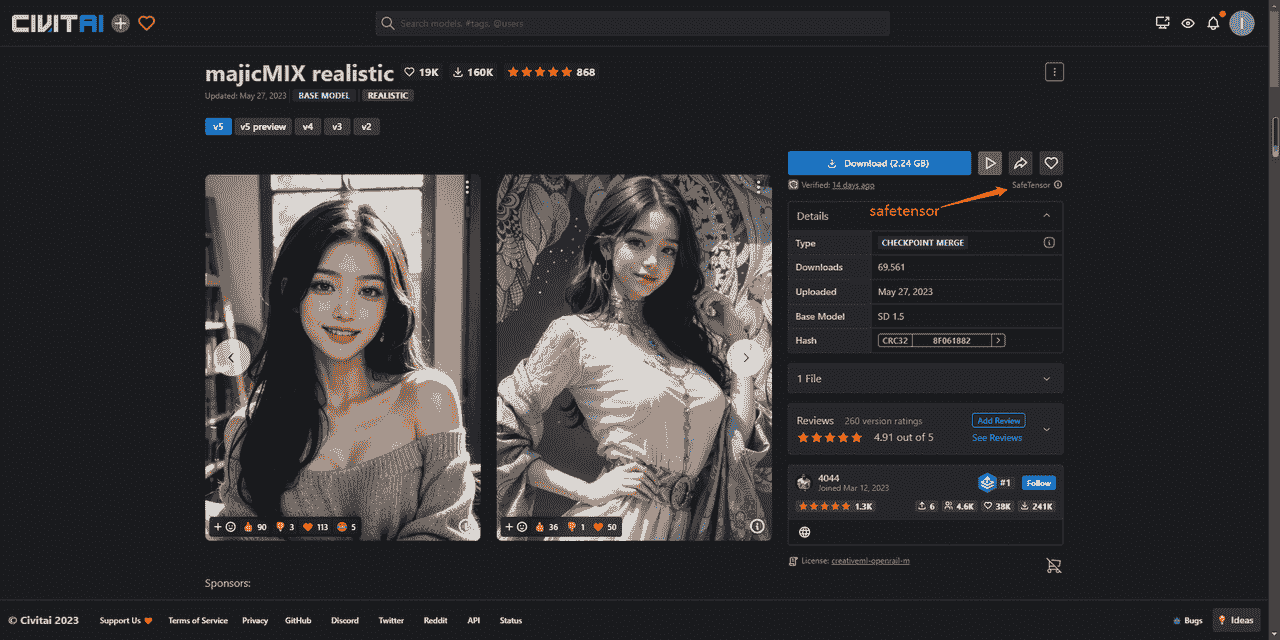 CIVITAI
Search models, #tags, @users
majicMIX realistic 19K 160K 868
Updated: May 27, 2023 BASE MODEL REALISTIC
v5 v5 preview v4 v3 v2
Download (2.24 GB)
Verified: 14 days ago SafeTensor
safetensor
Details
Type CHECKPOINT MERGE
Downloads 69,561
Uploaded May 27, 2023
Base Model SD 1.5
Hash CRC32 8F061882
1 File
Reviews 260 version ratings Add Review
4.91 out of 5 See Reviews
4044 #1 Follow
Joined Mar 12, 2023
1.3K 6 4.6K 38K 241K
90 3 113 5
36 1 50
License: creativeml-openrail-m
Sponsors:
© Civitai 2023 Support Us Terms of Service Privacy GitHub Discord Twitter Reddit API Status Bugs Ideas